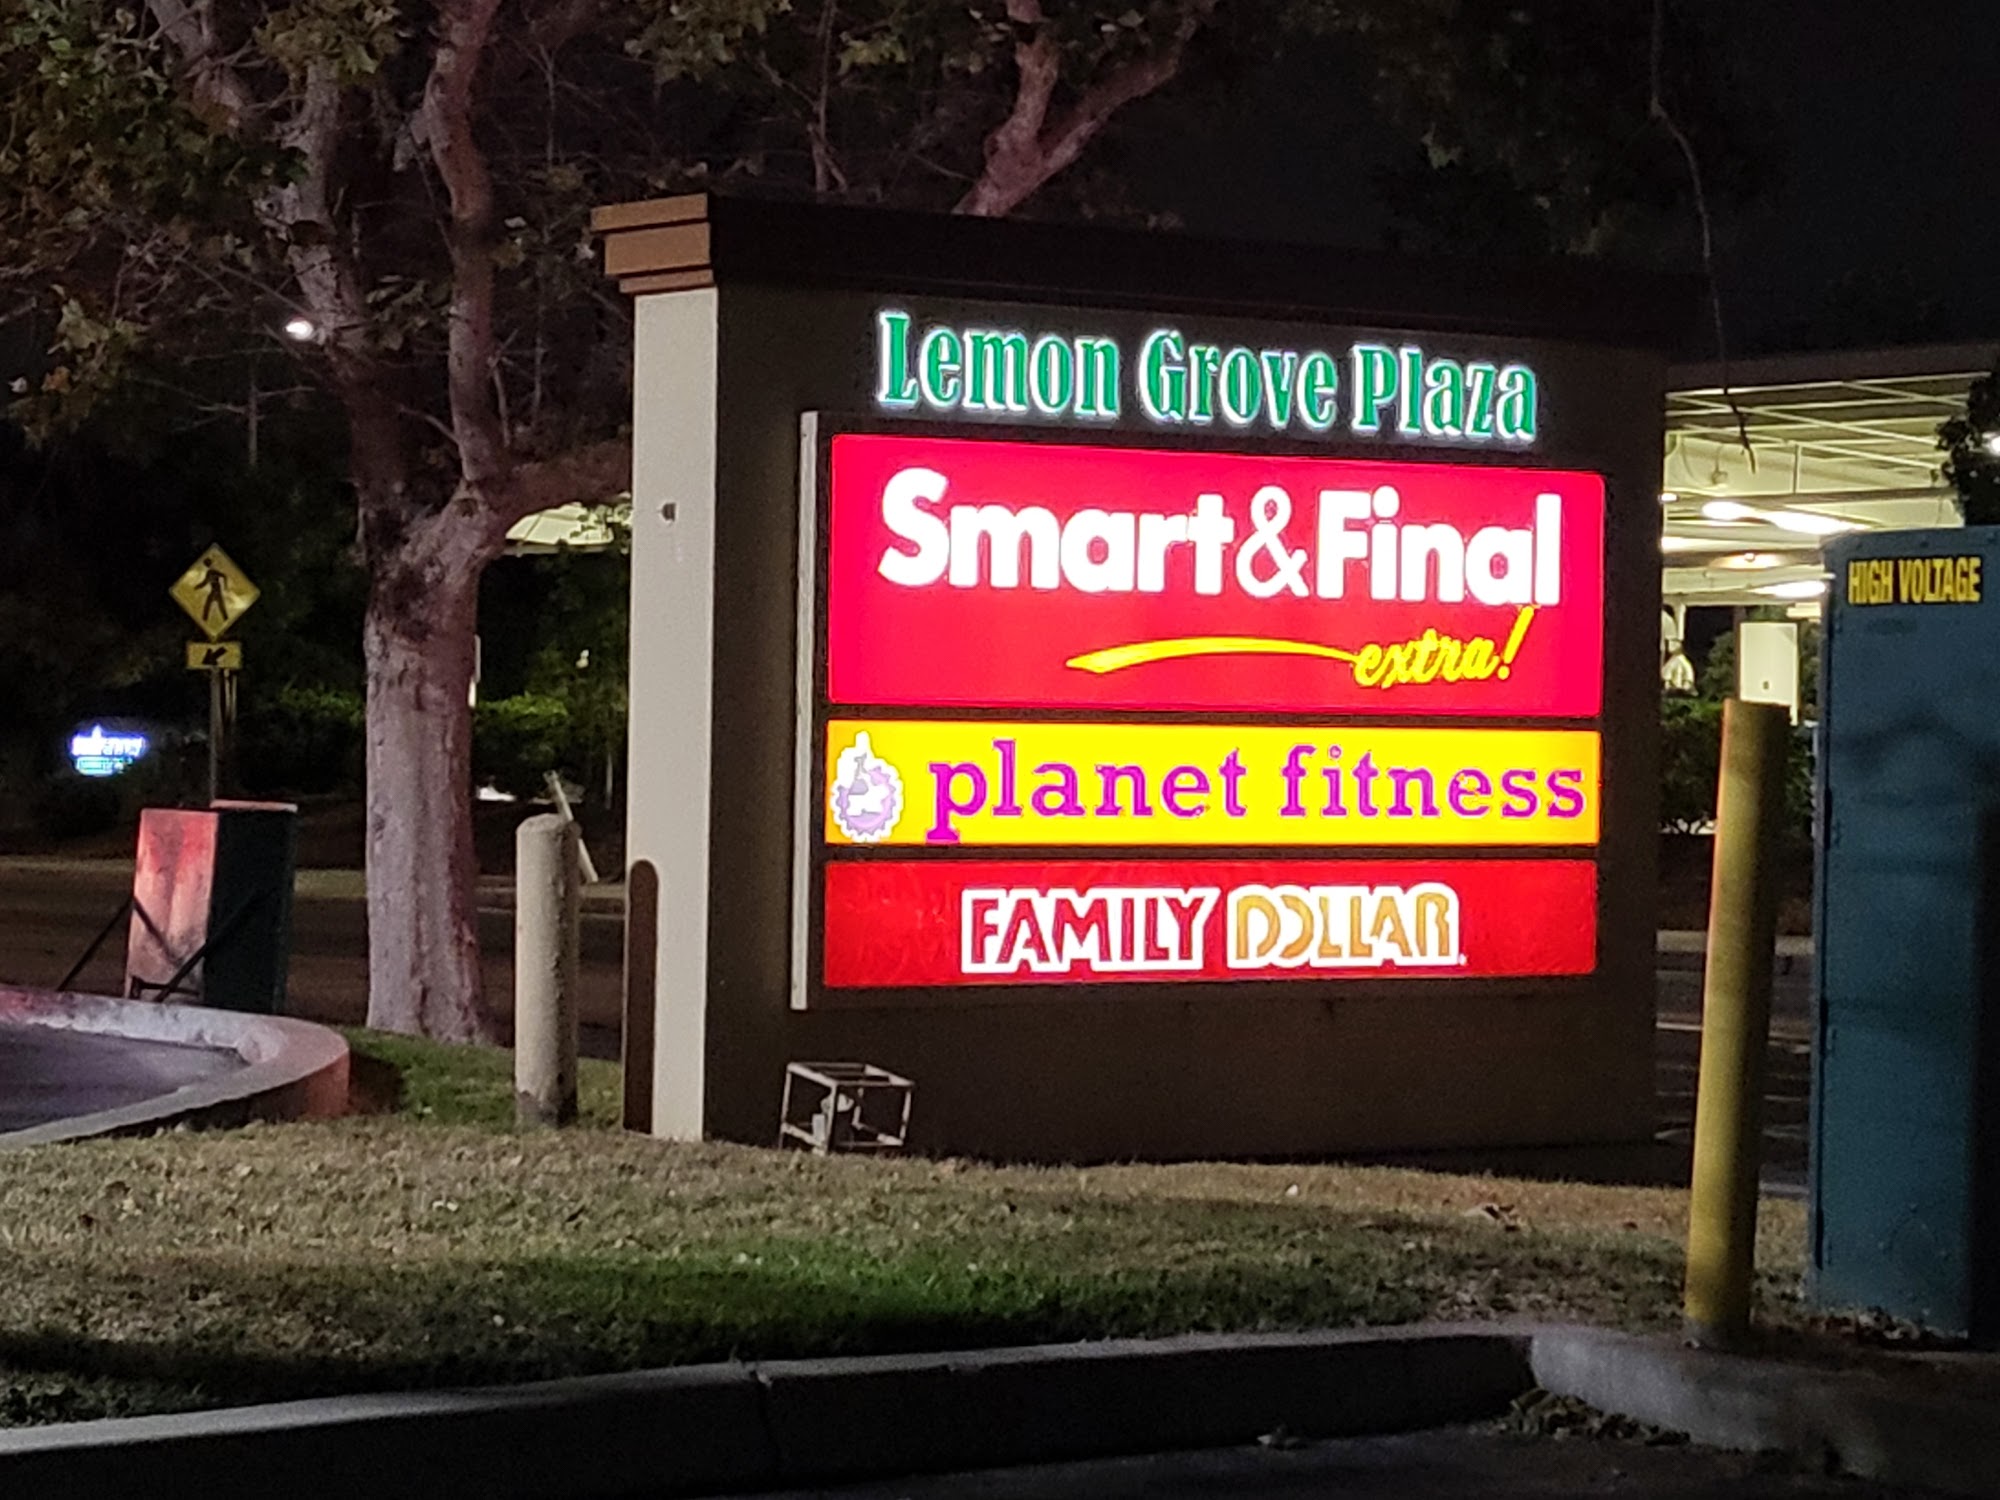 Lemon Grove Plaza
Smart&Final
extra!
planet fitness
FAMILY DOLLAR
HIGH VOLTAGE